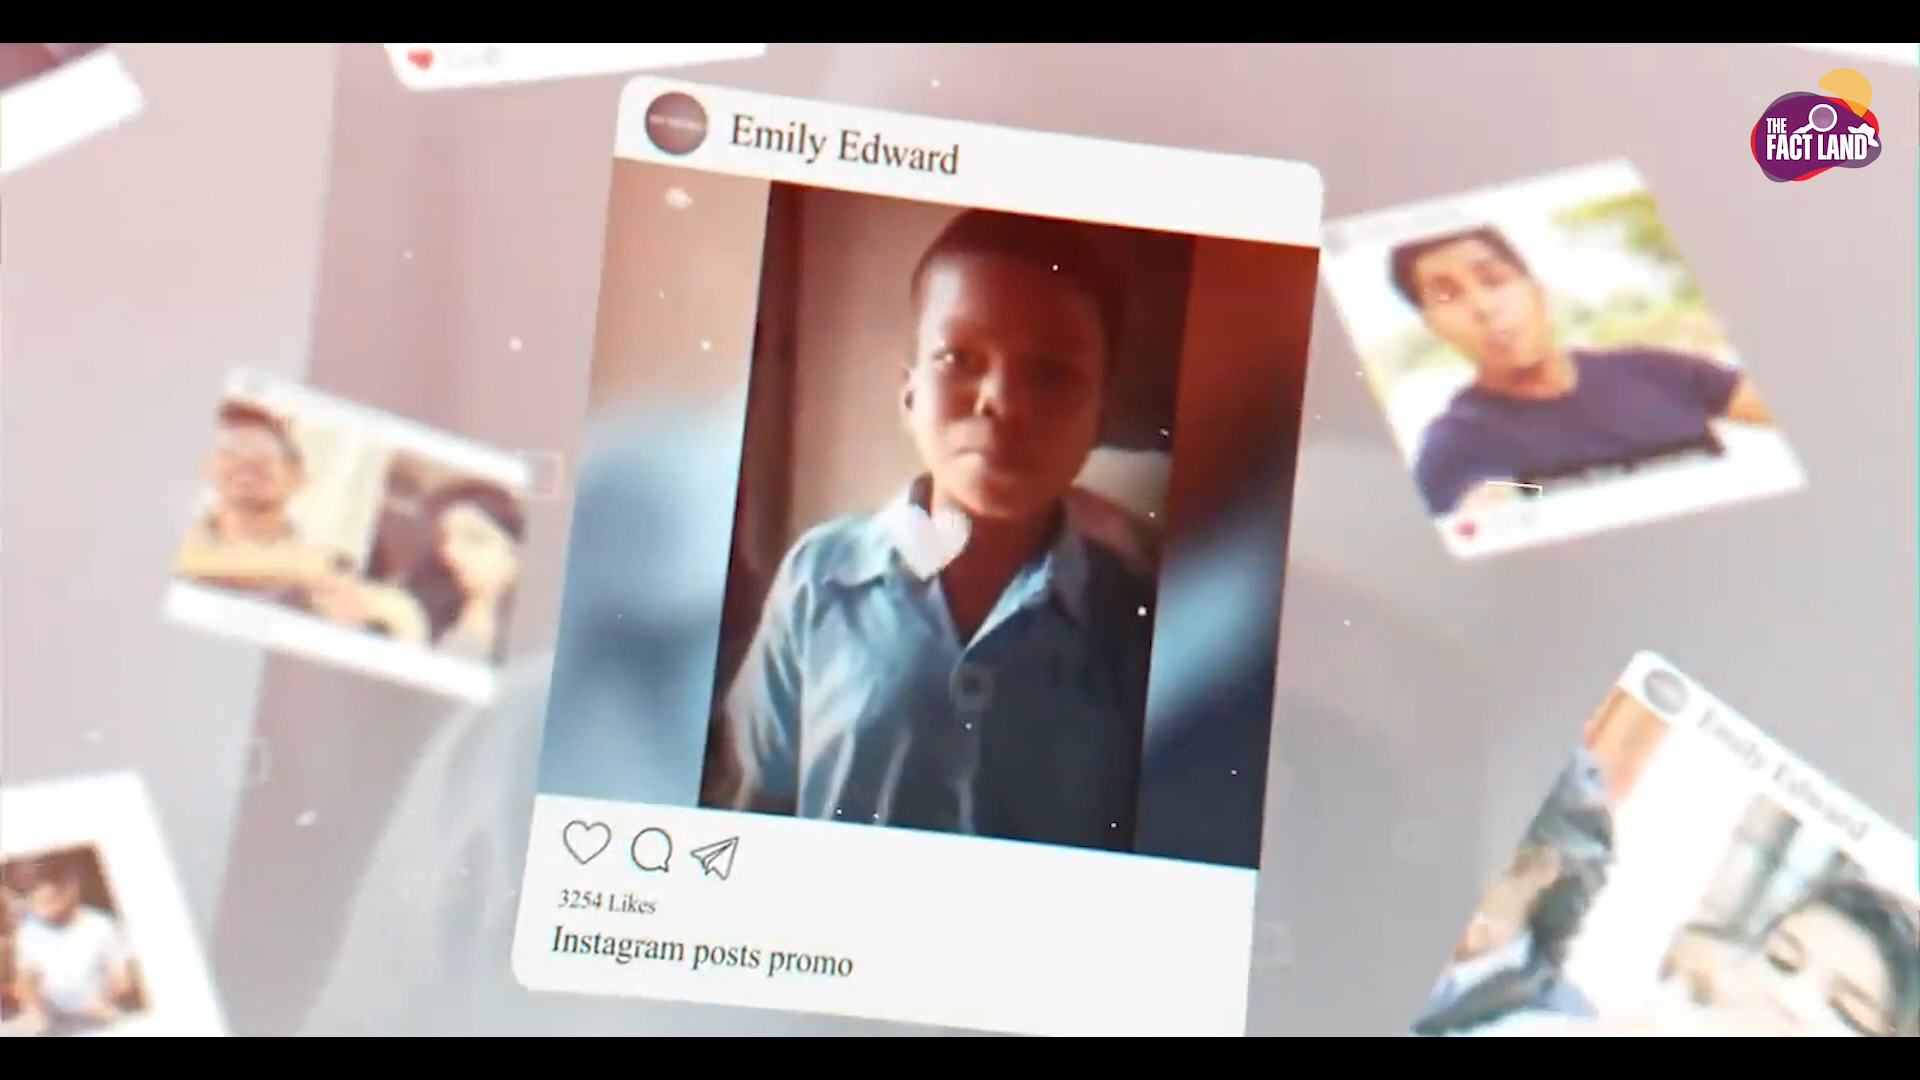 Emily Edward
THE
FACT LAND
3254 Likes
Instagram posts promo
Emily Edward